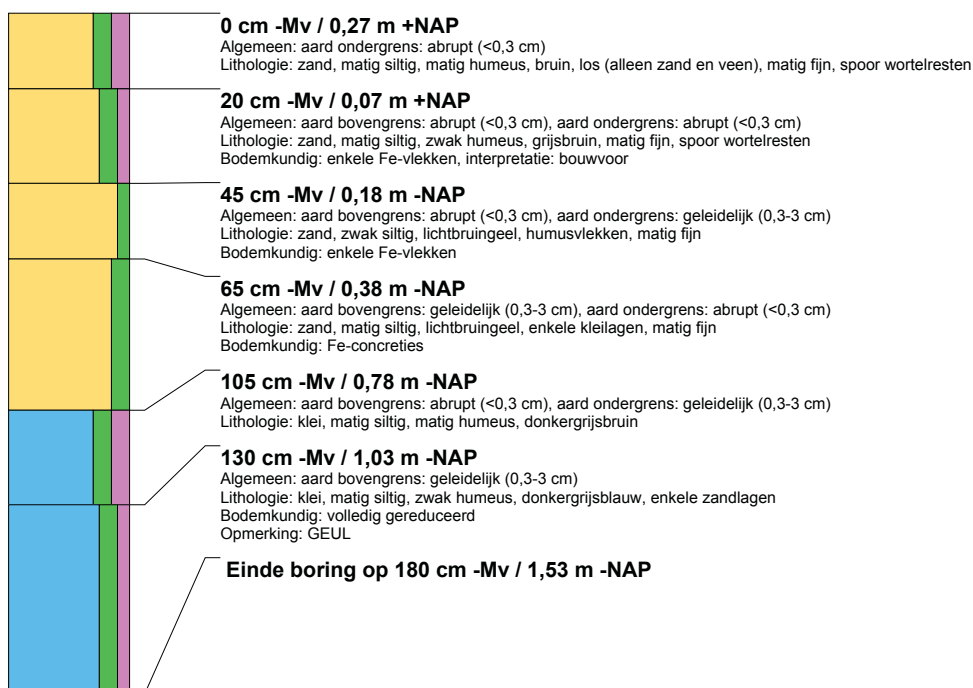 0 cm -Mv / 0,27 m +NAP
Algemeen: aard ondergrens: abrupt (<0,3 cm)
Lithologie: zand, matig siltig, matig humeus, bruin, los (alleen zand en veen), matig fijn, spoor wortelresten
20 cm -Mv / 0,07 m +NAP
Algemeen: aard bovengrens: abrupt (<0,3 cm), aard ondergrens: abrupt (<0,3 cm)
Lithologie: zand, matig siltig, zwak humeus, grijsbruin, matig fijn, spoor wortelresten
Bodemkundig: enkele Fe-vlekken, interpretatie: bouwvoor
45 cm -Mv / 0,18 m -NAP
Algemeen: aard bovengrens: abrupt (<0,3 cm), aard ondergrens: geleidelijk (0,3-3 cm)
Lithologie: zand, zwak siltig, lichtbruingeel, humusvlekken, matig fijn
Bodemkundig: enkele Fe-vlekken
65 cm -Mv / 0,38 m -NAP
Algemeen: aard bovengrens: geleidelijk (0,3-3 cm), aard ondergrens: abrupt (<0,3 cm)
Lithologie: zand, matig siltig, lichtbruingeel, enkele kleilagen, matig fijn
Bodemkundig: Fe-concreties
105 cm -Mv / 0,78 m -NAP
Algemeen: aard bovengrens: abrupt (<0,3 cm), aard ondergrens: geleidelijk (0,3-3 cm)
Lithologie: klei, matig siltig, matig humeus, donkergrijsbruin
130 cm -Mv / 1,03 m -NAP
Algemeen: aard bovengrens: geleidelijk (0,3-3 cm)
Lithologie: klei, matig siltig, zwak humeus, donkergrijsblauw, enkele zandlagen
Bodemkundig: volledig gereduceerd
Opmerking: GEUL
Einde boring op 180 cm -Mv / 1,53 m -NAP